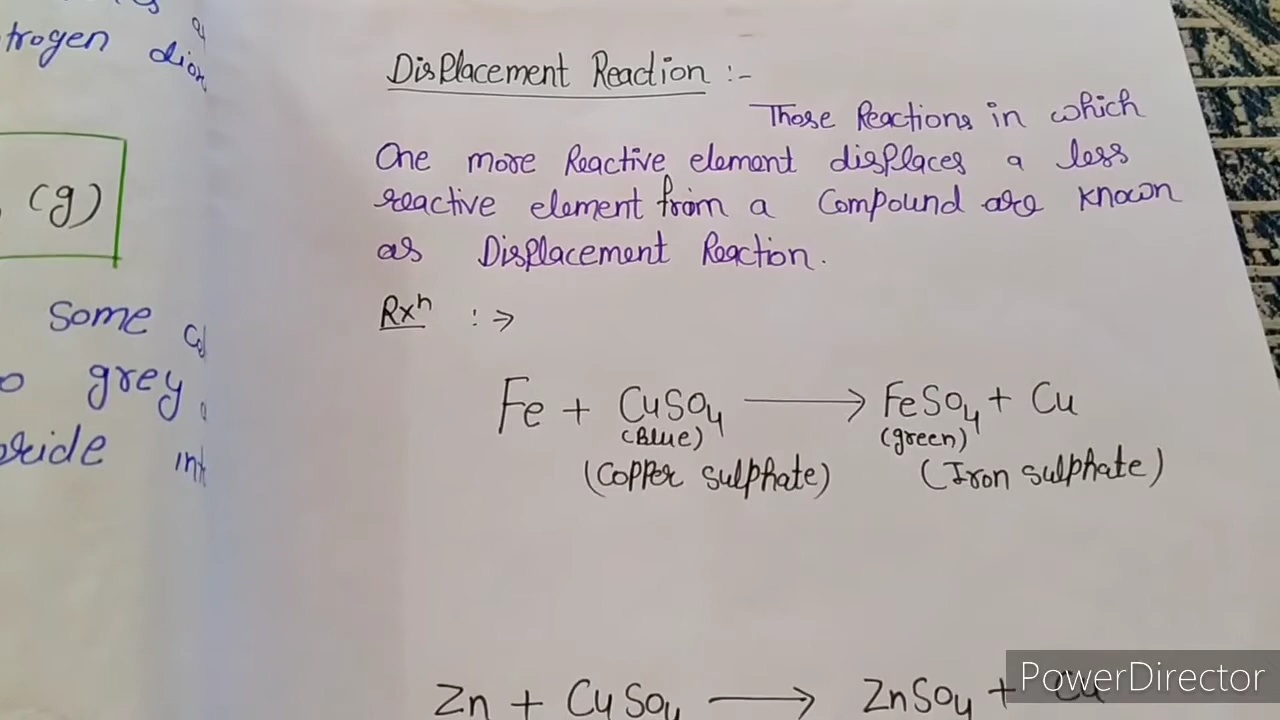 trogen
(g)
Some
grey
Displacement Reaction :-
Those Reactions in which
One more Reactive element displaces a less
reactive element from a Compound are known
as Displacement Reaction.
Rxⁿ :→
Fe + CuSO₄ ⟶ FeSO₄ + Cu
(Blue) (green)
(Copper sulphate) (Iron sulphate)
Zn + CuSO₄ ⟶ ZnSO₄ + Cu
PowerDirector